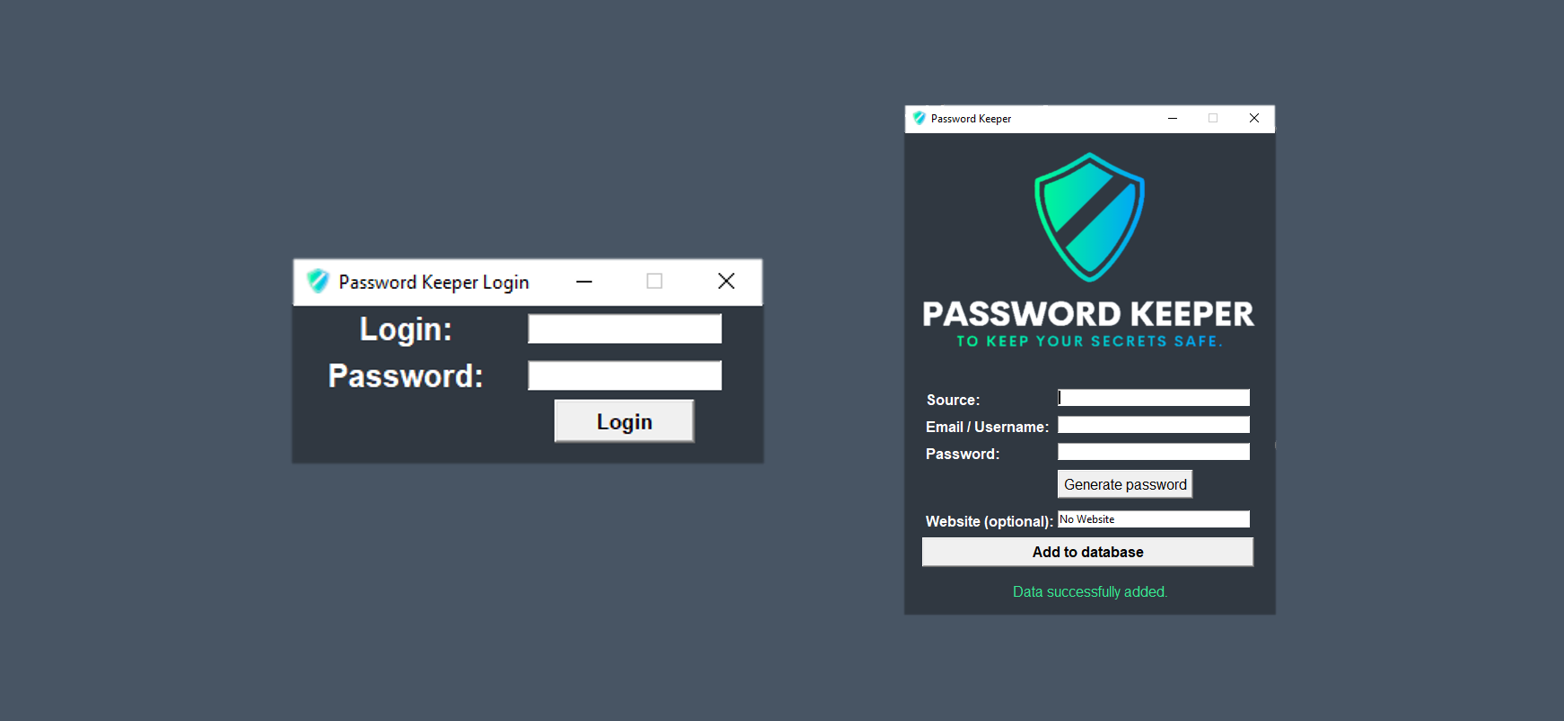 Password Keeper Login
Login:
Password:
Login
Password Keeper
PASSWORD KEEPER
TO KEEP YOUR SECRETS SAFE.
Source:
Email / Username:
Password:
Generate password
Website (optional): No Website
Add to database
Data successfully added.